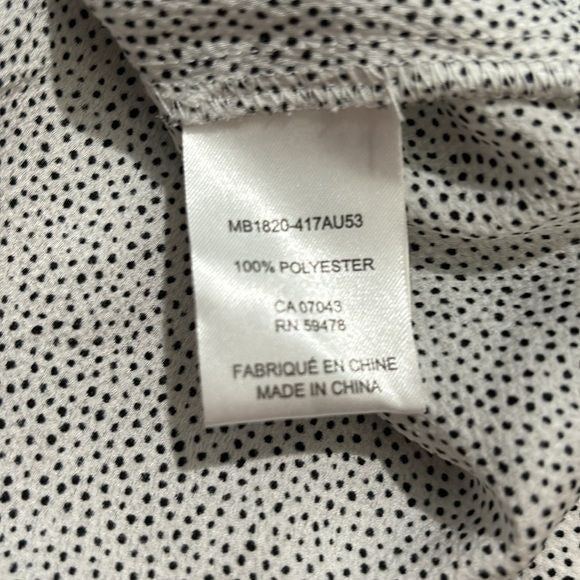 MB1820-417AU53
100% POLYESTER
CA 07043
RN 59478
FABRIQUÉ EN CHINE
MADE IN CHINA